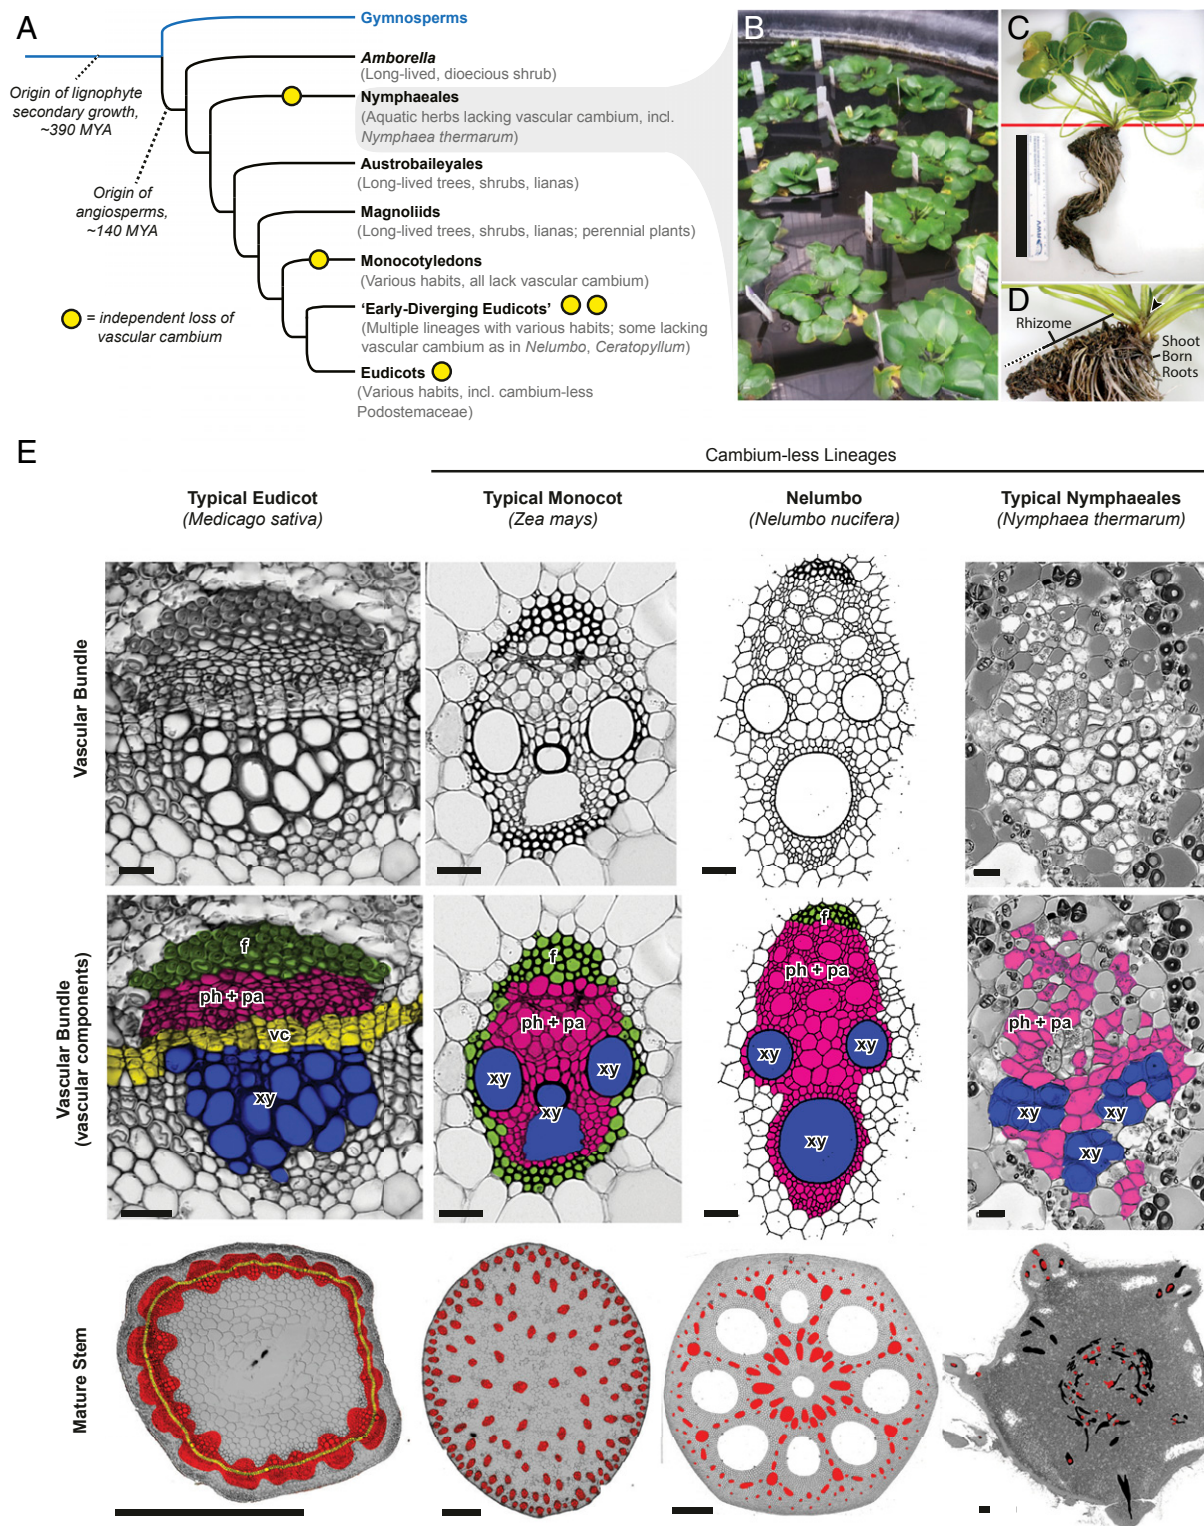 A
Gymnosperms
Amborella
(Long-lived, dioecious shrub)
Nymphaeales
(Aquatic herbs lacking vascular cambium, incl.
Nymphaea thermarum)
Austrobaileyales
(Long-lived trees, shrubs, lianas)
Magnoliids
(Long-lived trees, shrubs, lianas; perennial plants)
Monocotyledons
(Various habits, all lack vascular cambium)
'Early-Diverging Eudicots'
(Multiple lineages with various habits; some lacking
vascular cambium as in Nelumbo, Ceratopyllum)
Eudicots
(Various habits, incl. cambium-less
Podostemaceae)
Origin of lignophyte
secondary growth,
~390 MYA
Origin of
angiosperms,
~140 MYA
= independent loss of
vascular cambium
B
C
D
Rhizome
Shoot
Born
Roots
E
Cambium-less Lineages
Typical Eudicot
(Medicago sativa)
Typical Monocot
(Zea mays)
Nelumbo
(Nelumbo nucifera)
Typical Nymphaeales
(Nymphaea thermarum)
Vascular Bundle
Vascular Bundle
(vascular components)
f
ph + pa
vc
xy
f
ph + pa
xy
xy
xy
f
ph + pa
xy
xy
xy
ph + pa
xy
xy
xy
Mature Stem